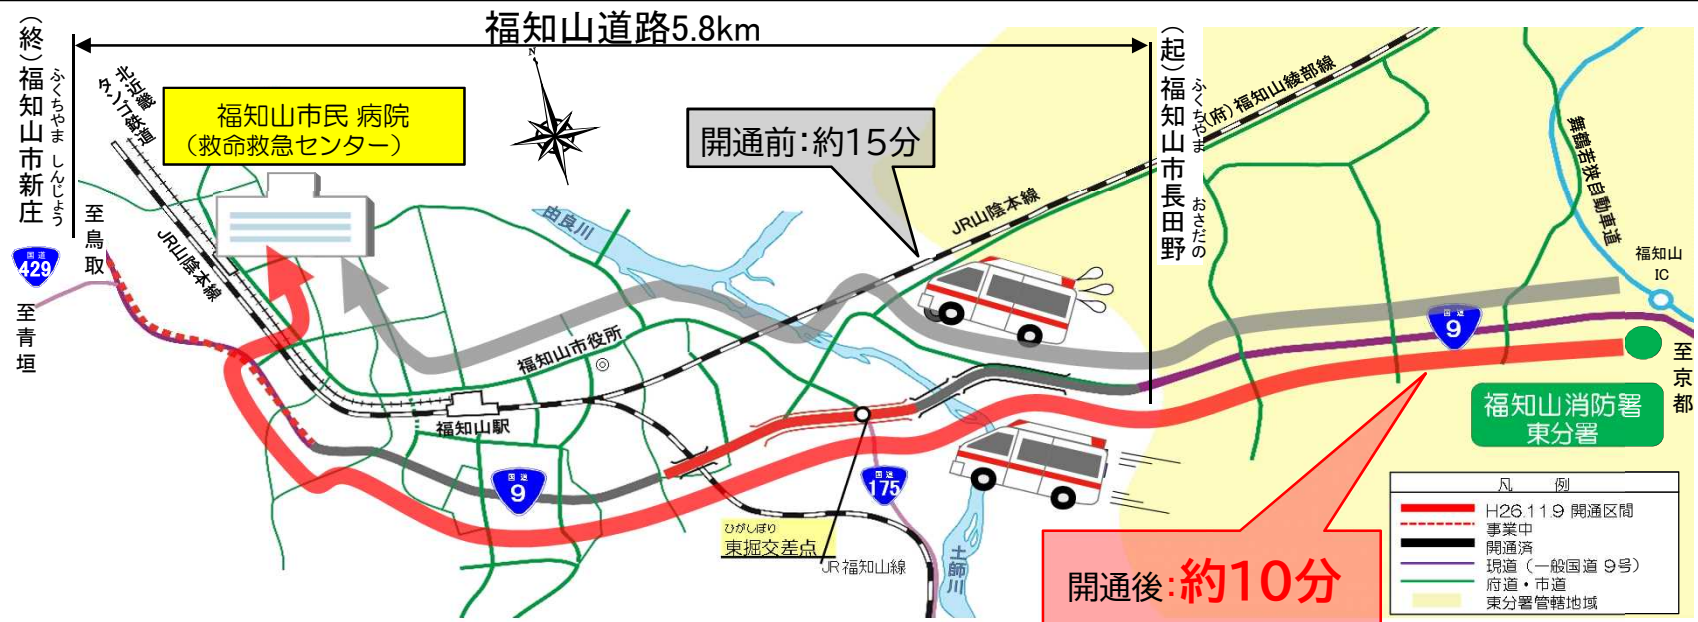 福知山道路5.8km
(終)福知山市新庄
ふくちやま しんじょう
(起)福知山市長田野
ふくちやま おさだの
北近畿
タンゴ鉄道
福知山市民 病院
(救命救急センター)
N
開通前:約15分
(府)福知山綾部線
舞鶴若狭自動車道
福知山
IC
JR山陰本線
由良川
至鳥取
国道
429
至青垣
JR山陰本線
福知山市役所
国道
9
至京都
福知山駅
国道
9
国道
175
ひがしぼり
東堀交差点
JR福知山線
土師川
福知山消防署
東分署
開通後:約10分
凡 例
H26.11.9 開通区間
事業中
開通済
現道(一般国道 9号)
府道・市道
東分署管轄地域